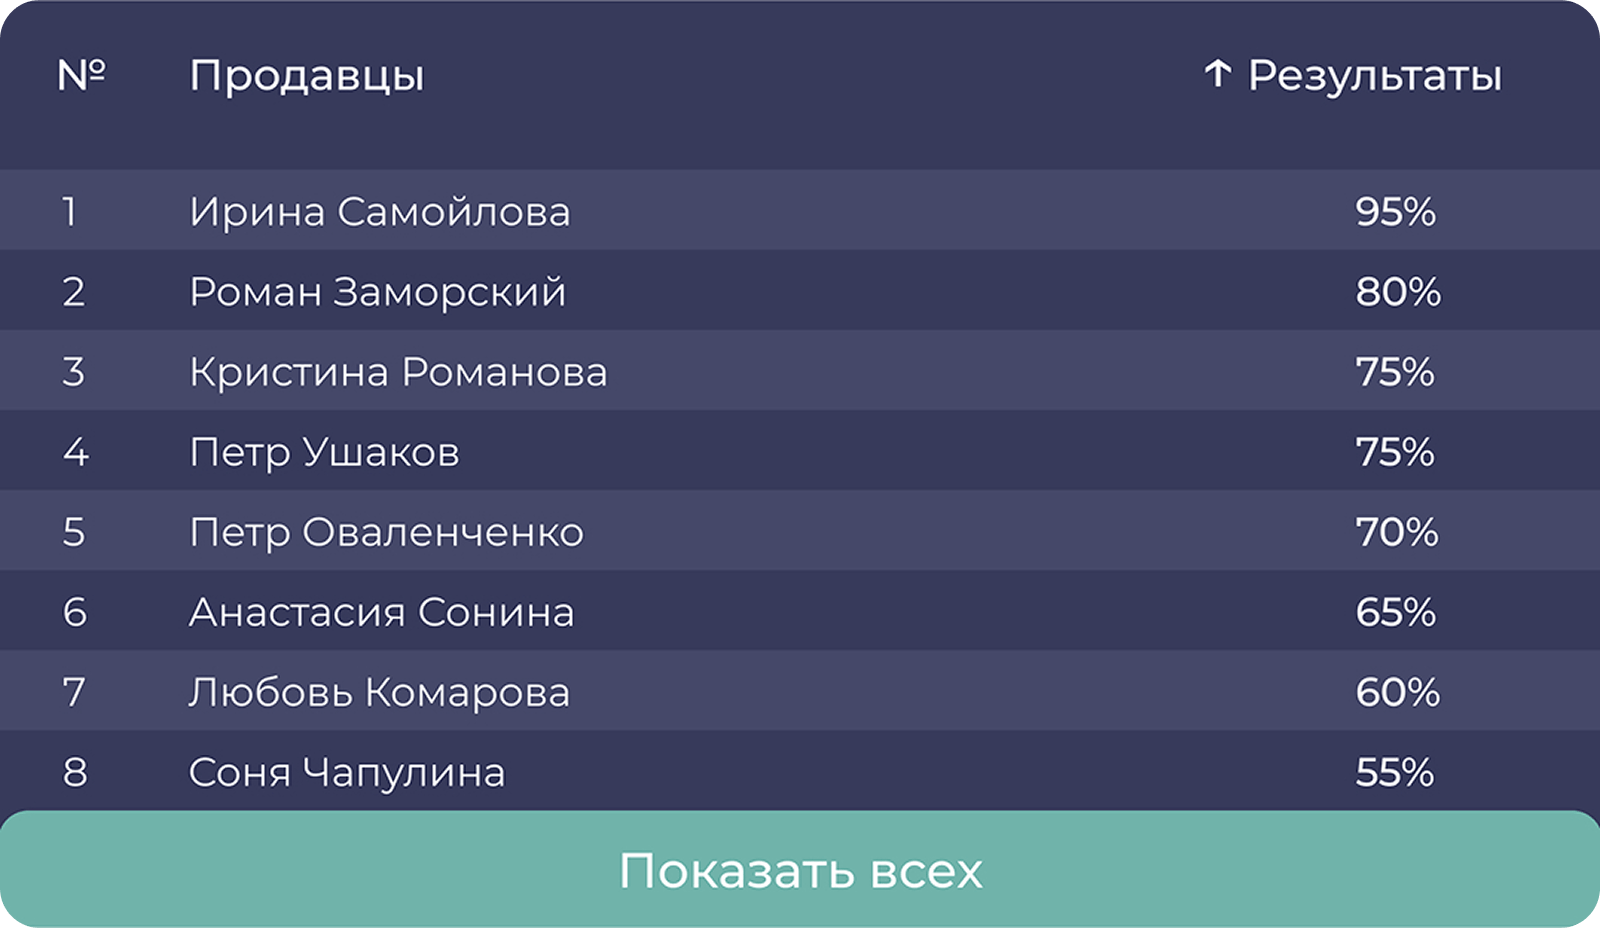 № Продавцы ↑ Результаты
1 Ирина Самойлова 95%
2 Роман Заморский 80%
3 Кристина Романова 75%
4 Петр Ушаков 75%
5 Петр Оваленченко 70%
6 Анастасия Сонина 65%
7 Любовь Комарова 60%
8 Соня Чапулина 55%
Показать всех